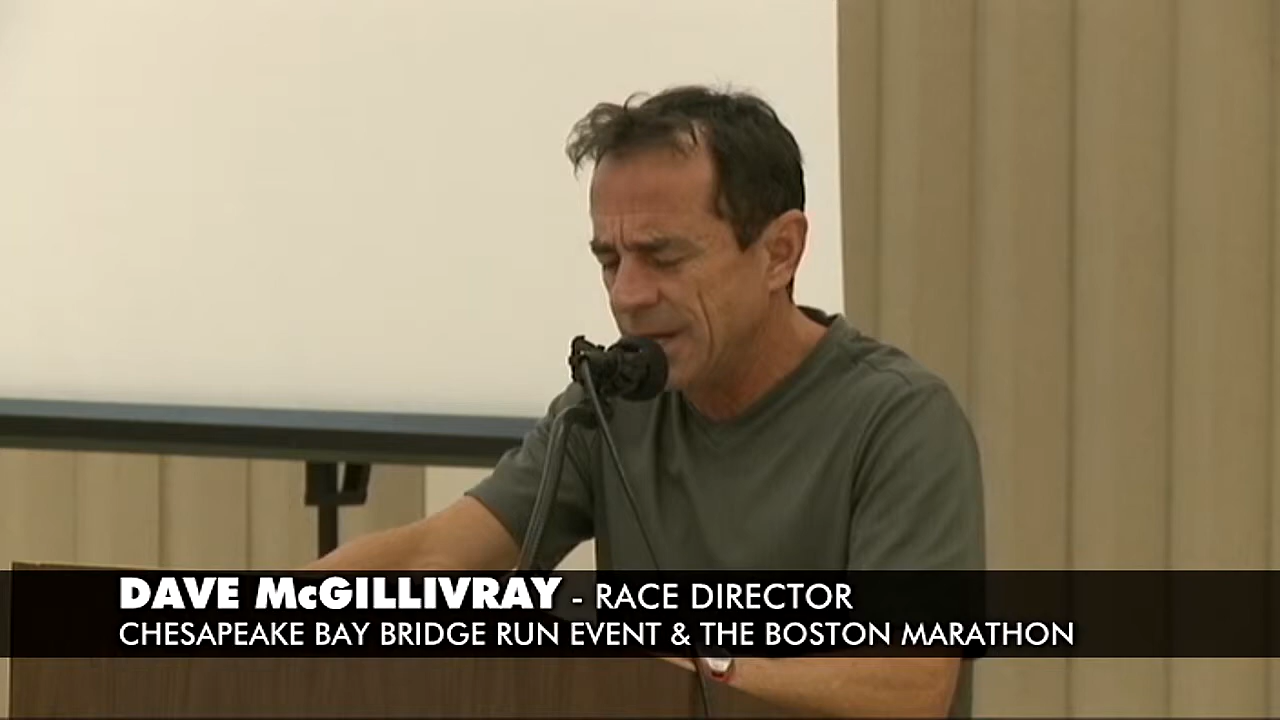 DAVE McGILLIVRAY - RACE DIRECTOR
CHESAPEAKE BAY BRIDGE RUN EVENT & THE BOSTON MARATHON